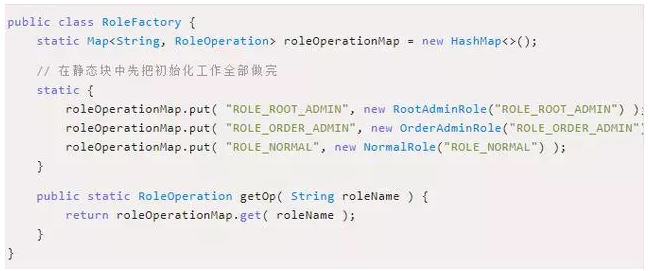 public class RoleFactory {
    static Map<String, RoleOperation> roleOperationMap = new HashMap<>();

    // 在静态块中先把初始化工作全部做完
    static {
        roleOperationMap.put( "ROLE_ROOT_ADMIN", new RootAdminRole("ROLE_ROOT_ADMIN") );
        roleOperationMap.put( "ROLE_ORDER_ADMIN", new OrderAdminRole("ROLE_ORDER_ADMIN"
        roleOperationMap.put( "ROLE_NORMAL", new NormalRole("ROLE_NORMAL") );
    }

    public static RoleOperation getOp( String roleName ) {
        return roleOperationMap.get( roleName );
    }
}